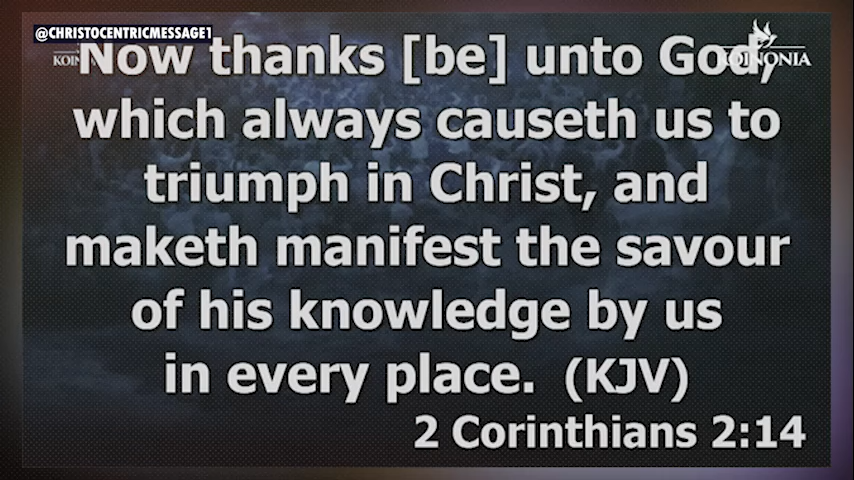 @CHRISTOCENTRICMESSAGE1
KOINONIA
Now thanks [be] unto God,
which always causeth us to
triumph in Christ, and
maketh manifest the savour
of his knowledge by us
in every place. (KJV)
2 Corinthians 2:14